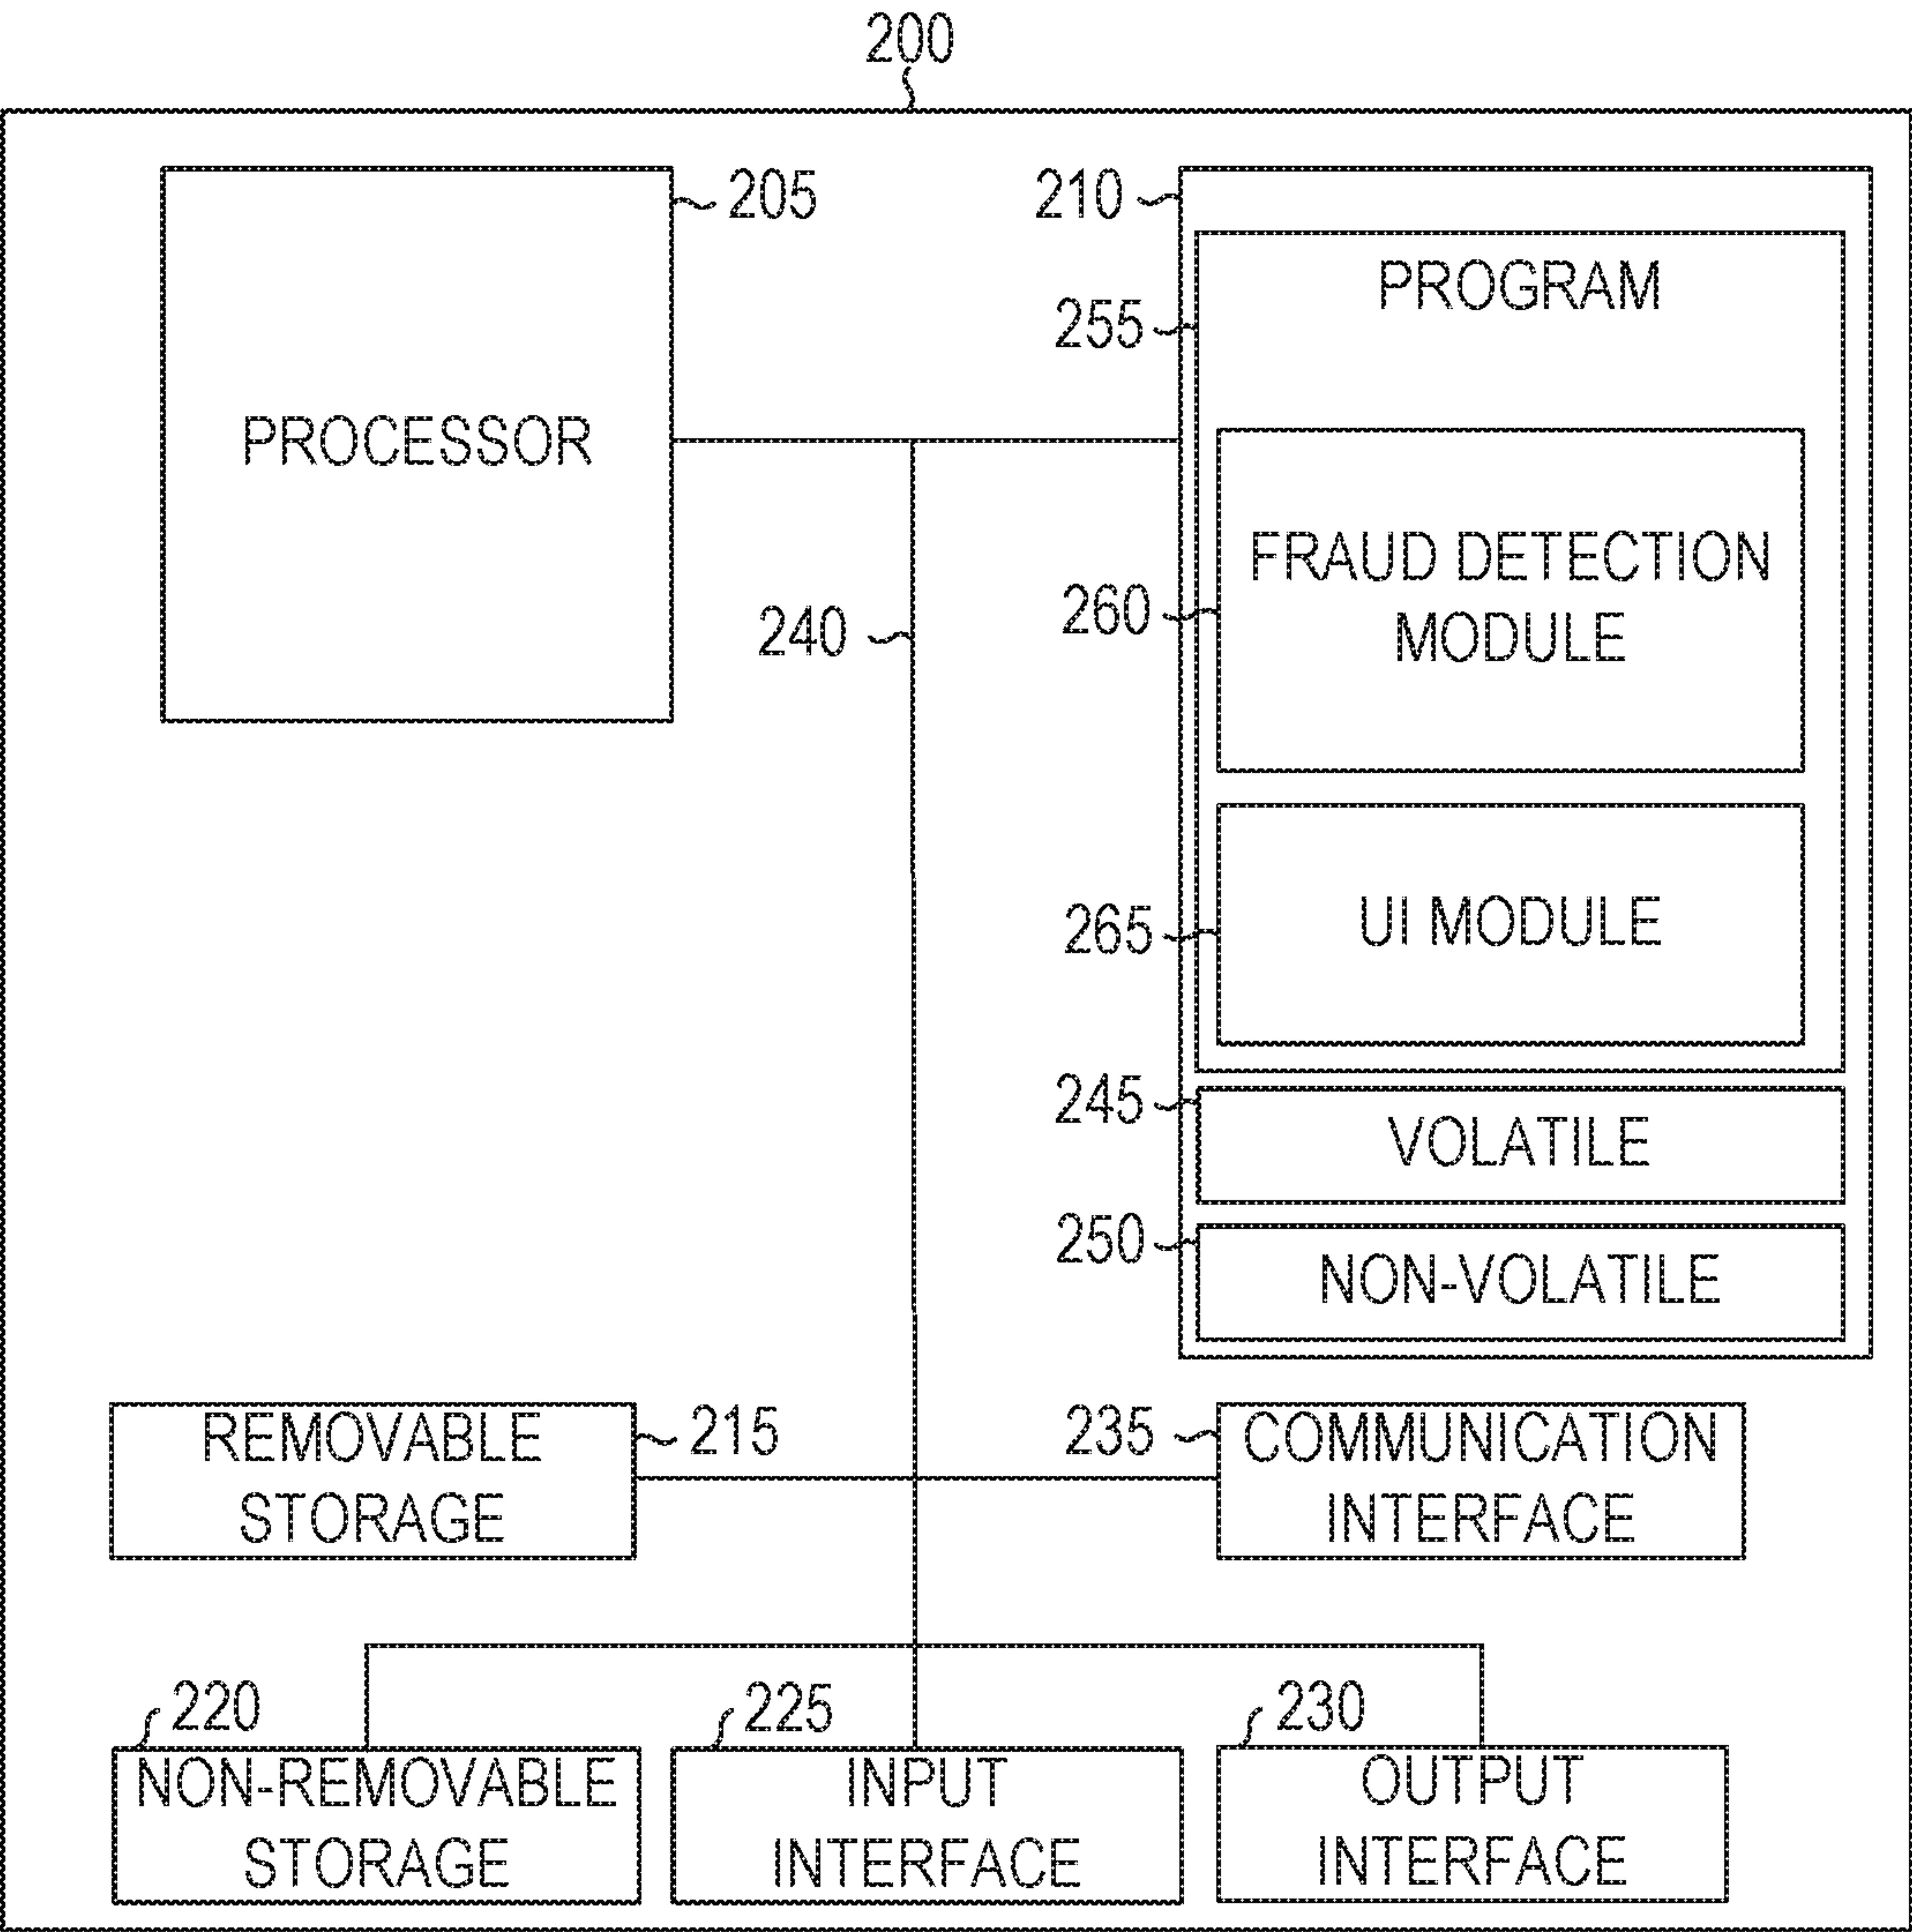 200
205
210
PROGRAM
255
PROCESSOR
FRAUD DETECTION
MODULE
260
240
UI MODULE
265
245
VOLATILE
250
NON-VOLATILE
REMOVABLE
STORAGE
215
235
COMMUNICATION
INTERFACE
220
NON-REMOVABLE
STORAGE
225
INPUT
INTERFACE
230
OUTPUT
INTERFACE